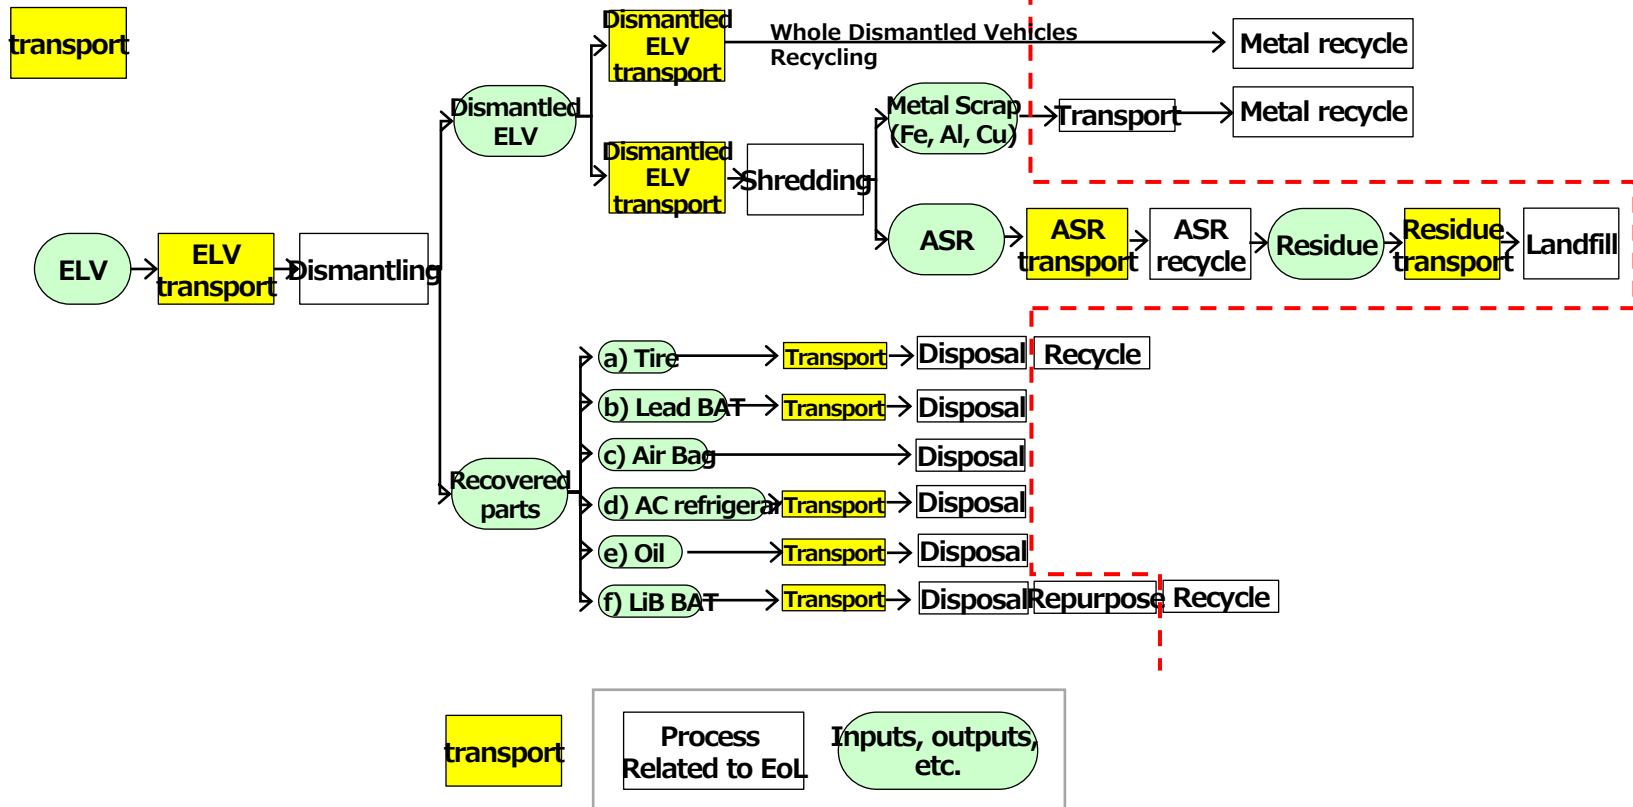 transport
Dismantled
ELV
transport
Whole Dismantled Vehicles
Recycling
Metal recycle
Dismantled
ELV
Metal Scrap
(Fe, Al, Cu)
Transport
Metal recycle
Dismantled
ELV
transport
Shredding
ASR
ASR
transport
ASR
recycle
Residue
Residue
transport
Landfill
ELV
ELV
transport
Dismantling
a) Tire
Transport
Disposal
Recycle
b) Lead BAT
Transport
Disposal
c) Air Bag
Disposal
Recovered
parts
d) AC refrigerar
Transport
Disposal
e) Oil
Transport
Disposal
f) LiB BAT
Transport
Disposal
Repurpose
Recycle
transport
Process
Related to EoL
Inputs, outputs,
etc.